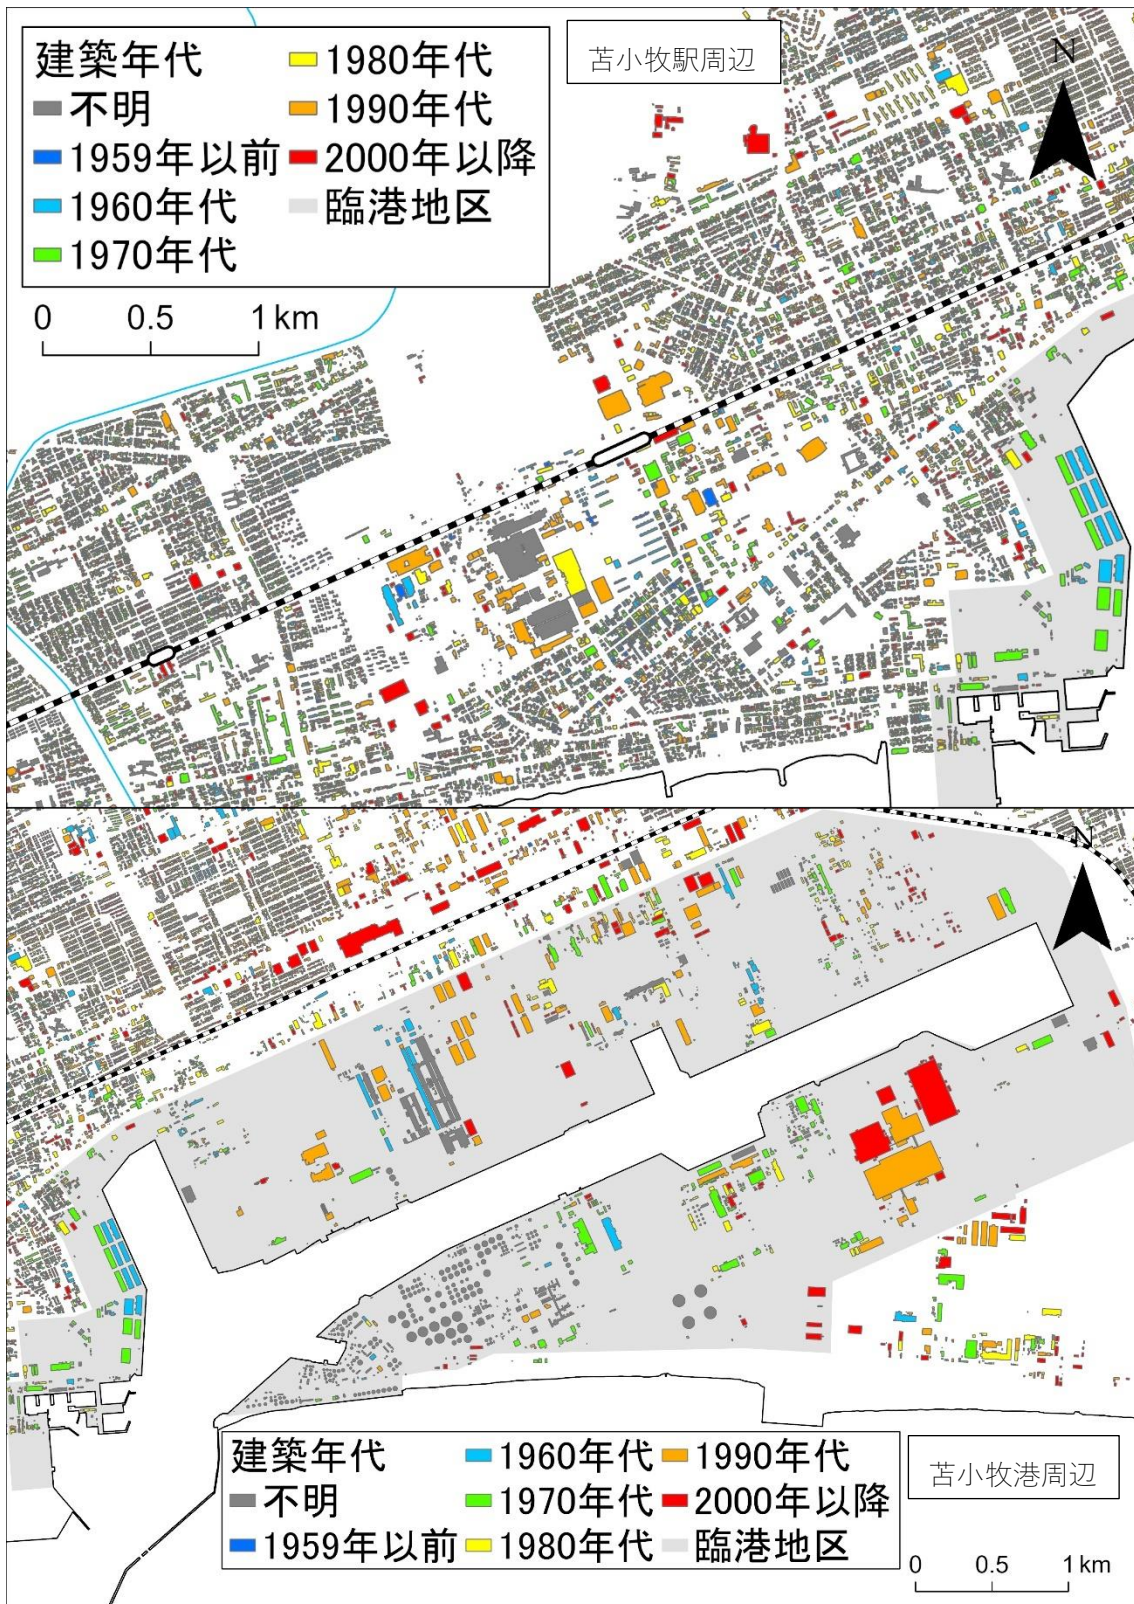 建築年代
不明
1959年以前
1960年代
1970年代
1980年代
1990年代
2000年以降
臨港地区
苫小牧駅周辺
N
0 0.5 1 km
N
建築年代
不明
1959年以前
1960年代
1970年代
1980年代
1990年代
2000年以降
臨港地区
苫小牧港周辺
0 0.5 1 km